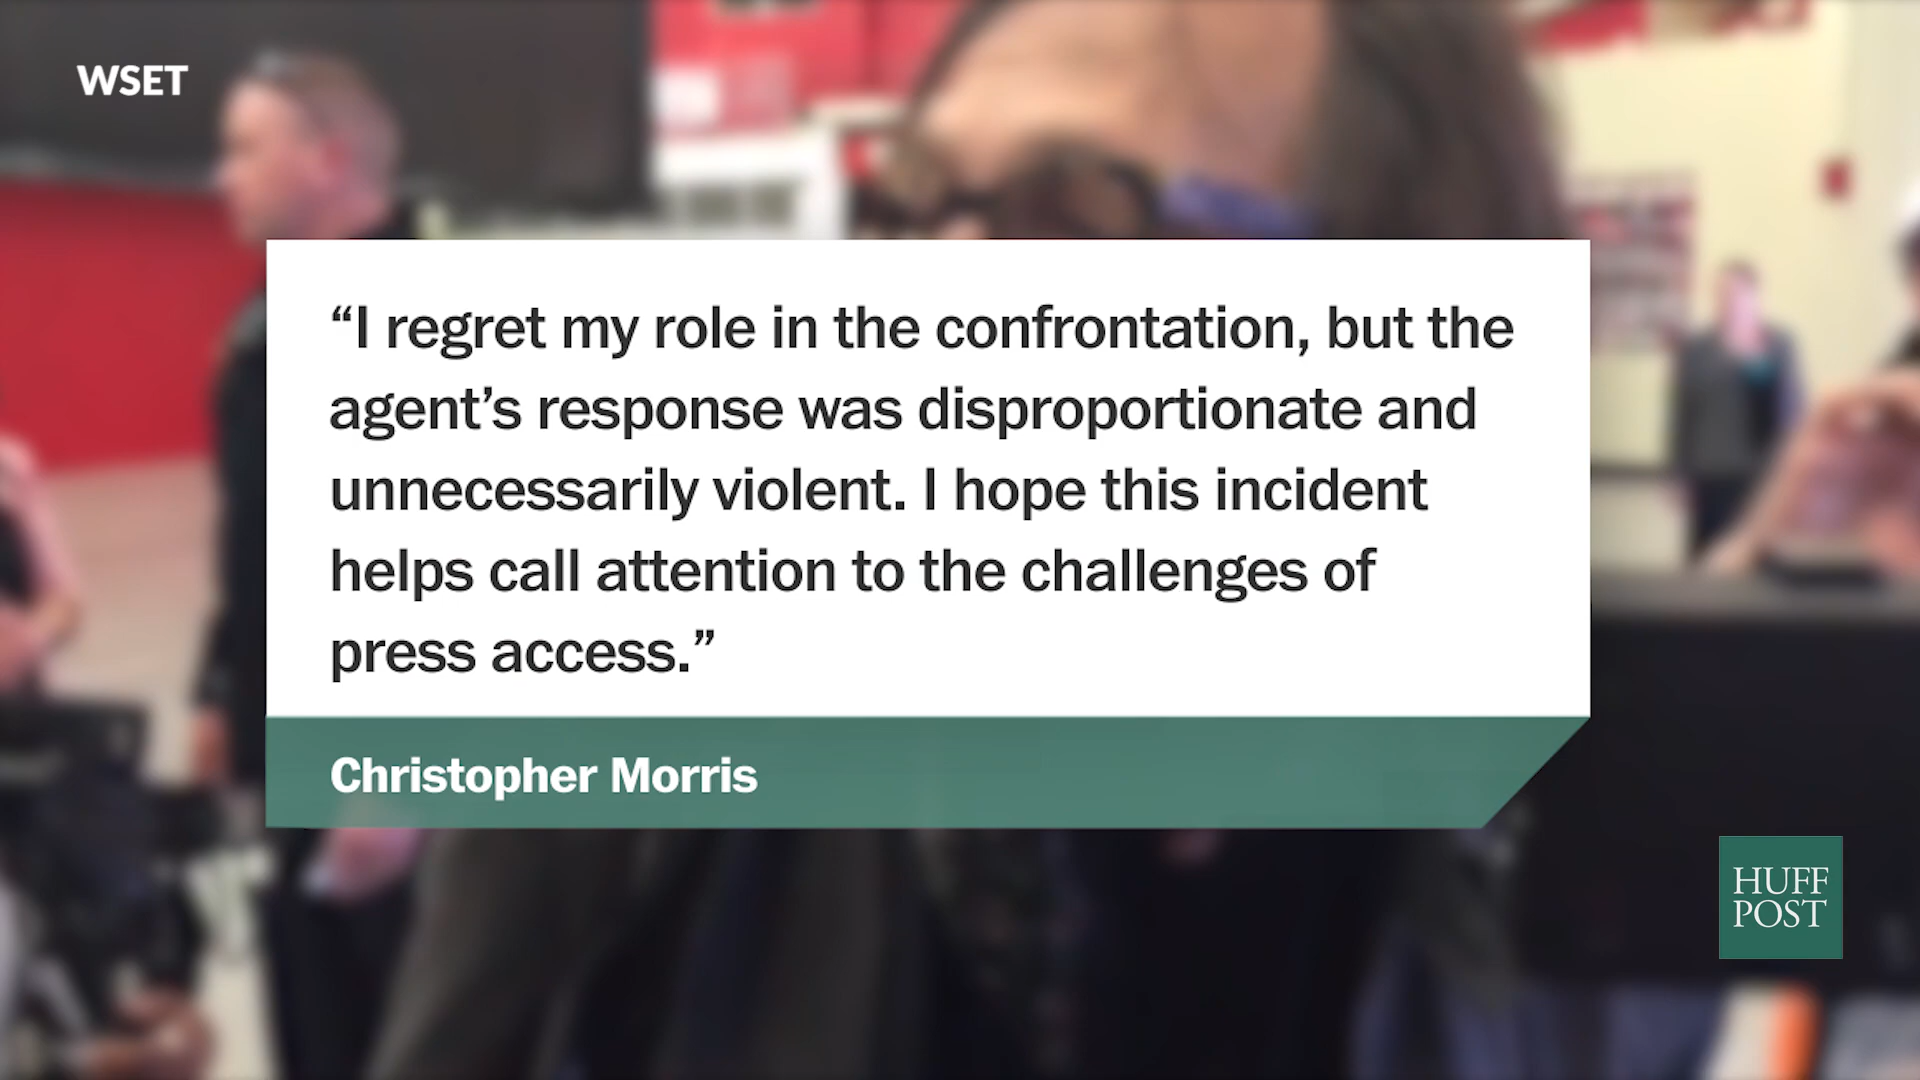 WSET
“I regret my role in the confrontation, but the
agent’s response was disproportionate and
unnecessarily violent. I hope this incident
helps call attention to the challenges of
press access.”
Christopher Morris
HUFF
POST